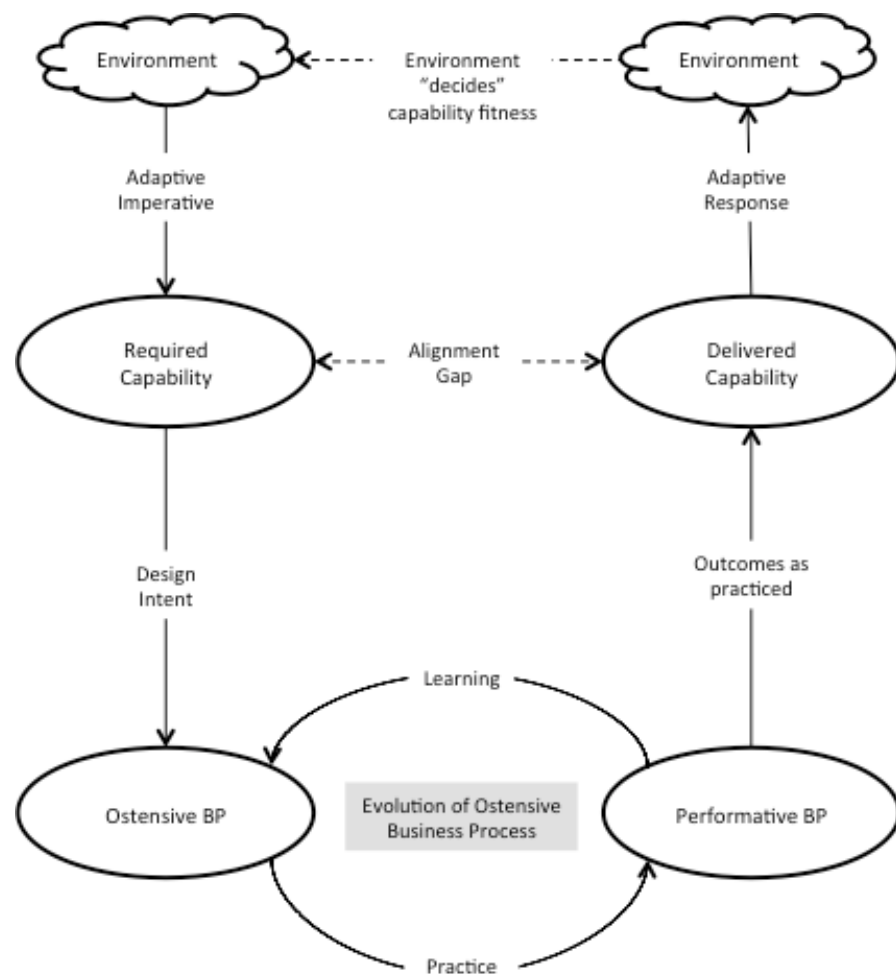 Environment
Environment
"decides"
capability fitness
Environment
Adaptive
Imperative
Adaptive
Response
Required
Capability
Alignment
Gap
Delivered
Capability
Design
Intent
Outcomes as
practiced
Learning
Ostensive BP
Evolution of Ostensive
Business Process
Performative BP
Practice